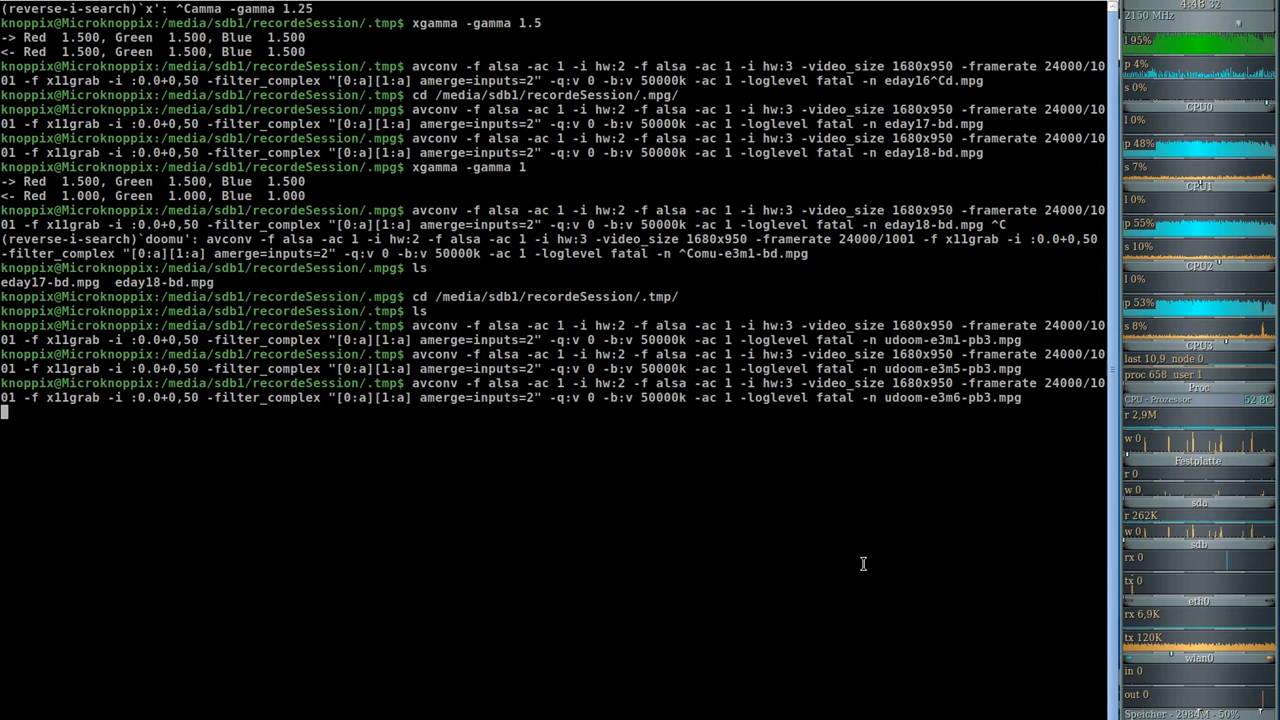 (reverse-i-search)`x': ^Camma -gamma 1.25
knoppix@Microknoppix:/media/sdb1/recordeSession/.tmp$ xgamma -gamma 1.5
-> Red  1.500, Green  1.500, Blue  1.500
<- Red  1.500, Green  1.500, Blue  1.500
knoppix@Microknoppix:/media/sdb1/recordeSession/.tmp$ avconv -f alsa -ac 1 -i hw:2 -f alsa -ac 1 -i hw:3 -video_size 1680x950 -framerate 24000/10
01 -f x11grab -i :0.0+0,50 -filter_complex "[0:a][1:a] amerge=inputs=2" -q:v 0 -b:v 50000k -ac 1 -loglevel fatal -n eday16^Cd.mpg
knoppix@Microknoppix:/media/sdb1/recordeSession/.tmp$ cd /media/sdb1/recordeSession/.mpg/
knoppix@Microknoppix:/media/sdb1/recordeSession/.mpg$ avconv -f alsa -ac 1 -i hw:2 -f alsa -ac 1 -i hw:3 -video_size 1680x950 -framerate 24000/10
01 -f x11grab -i :0.0+0,50 -filter_complex "[0:a][1:a] amerge=inputs=2" -q:v 0 -b:v 50000k -ac 1 -loglevel fatal -n eday17-bd.mpg
knoppix@Microknoppix:/media/sdb1/recordeSession/.mpg$ avconv -f alsa -ac 1 -i hw:2 -f alsa -ac 1 -i hw:3 -video_size 1680x950 -framerate 24000/10
01 -f x11grab -i :0.0+0,50 -filter_complex "[0:a][1:a] amerge=inputs=2" -q:v 0 -b:v 50000k -ac 1 -loglevel fatal -n eday18-bd.mpg
knoppix@Microknoppix:/media/sdb1/recordeSession/.mpg$ xgamma -gamma 1
-> Red  1.500, Green  1.500, Blue  1.500
<- Red  1.000, Green  1.000, Blue  1.000
knoppix@Microknoppix:/media/sdb1/recordeSession/.mpg$ avconv -f alsa -ac 1 -i hw:2 -f alsa -ac 1 -i hw:3 -video_size 1680x950 -framerate 24000/10
01 -f x11grab -i :0.0+0,50 -filter_complex "[0:a][1:a] amerge=inputs=2" -q:v 0 -b:v 50000k -ac 1 -loglevel fatal -n eday18-bd.mpg ^C
(reverse-i-search)`doomu': avconv -f alsa -ac 1 -i hw:2 -f alsa -ac 1 -i hw:3 -video_size 1680x950 -framerate 24000/1001 -f x11grab -i :0.0+0,50
-filter_complex "[0:a][1:a] amerge=inputs=2" -q:v 0 -b:v 50000k -ac 1 -loglevel fatal -n ^Comu-e3m1-bd.mpg
knoppix@Microknoppix:/media/sdb1/recordeSession/.mpg$ ls
eday17-bd.mpg  eday18-bd.mpg
knoppix@Microknoppix:/media/sdb1/recordeSession/.mpg$ cd /media/sdb1/recordeSession/.tmp/
knoppix@Microknoppix:/media/sdb1/recordeSession/.tmp$ ls
knoppix@Microknoppix:/media/sdb1/recordeSession/.tmp$ avconv -f alsa -ac 1 -i hw:2 -f alsa -ac 1 -i hw:3 -video_size 1680x950 -framerate 24000/10
01 -f x11grab -i :0.0+0,50 -filter_complex "[0:a][1:a] amerge=inputs=2" -q:v 0 -b:v 50000k -ac 1 -loglevel fatal -n udoom-e3m1-pb3.mpg
knoppix@Microknoppix:/media/sdb1/recordeSession/.tmp$ avconv -f alsa -ac 1 -i hw:2 -f alsa -ac 1 -i hw:3 -video_size 1680x950 -framerate 24000/10
01 -f x11grab -i :0.0+0,50 -filter_complex "[0:a][1:a] amerge=inputs=2" -q:v 0 -b:v 50000k -ac 1 -loglevel fatal -n udoom-e3m5-pb3.mpg
knoppix@Microknoppix:/media/sdb1/recordeSession/.tmp$ avconv -f alsa -ac 1 -i hw:2 -f alsa -ac 1 -i hw:3 -video_size 1680x950 -framerate 24000/10
01 -f x11grab -i :0.0+0,50 -filter_complex "[0:a][1:a] amerge=inputs=2" -q:v 0 -b:v 50000k -ac 1 -loglevel fatal -n udoom-e3m6-pb3.mpg
4:48 32
2150 MHz
l 95%
p 4%
s 0%
CPU0
l 0%
p 48%
s 7%
CPU1
l 0%
p 55%
s 10%
CPU2
l 0%
p 53%
s 8%
CPU3
last 10,9 node 0
proc 658 user 1
Proc
CPU - Prozessor 52,8C
r 2,9M
w 0
Festplatte
r 0
w 0
sda
r 262K
w 0
sdb
rx 0
tx 0
eth0
rx 6,9K
tx 120K
wlan0
in 0
out 0
Speicher - 2984M - 50%